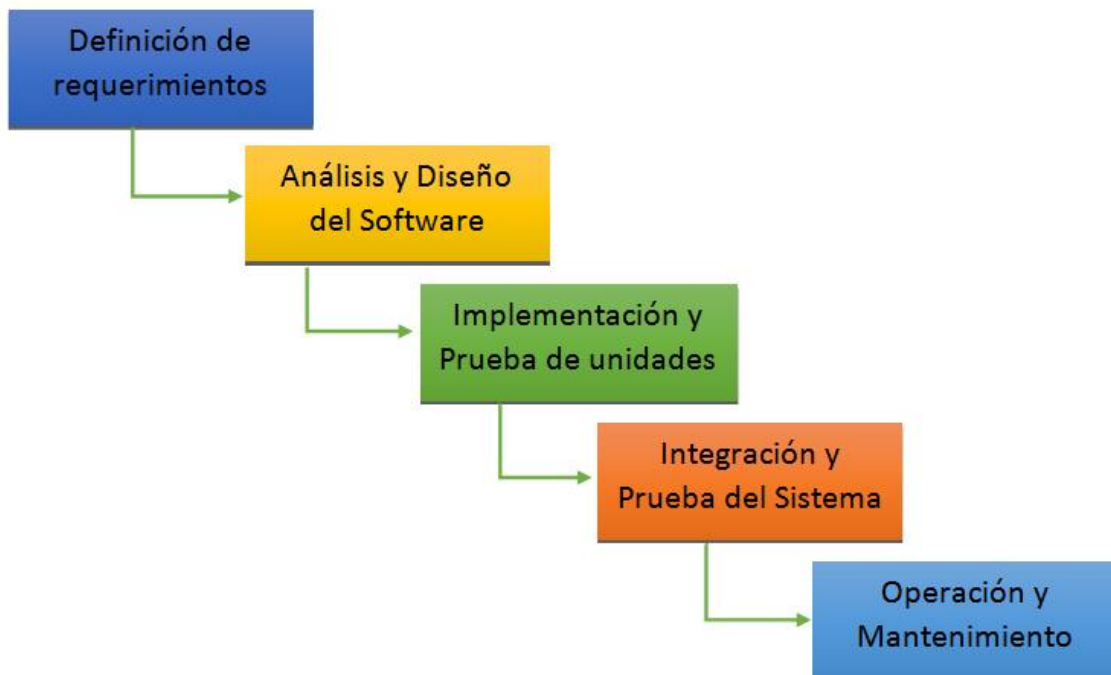 Definición de
requerimientos
Análisis y Diseño
del Software
Implementación y
Prueba de unidades
Integración y
Prueba del Sistema
Operación y
Mantenimiento